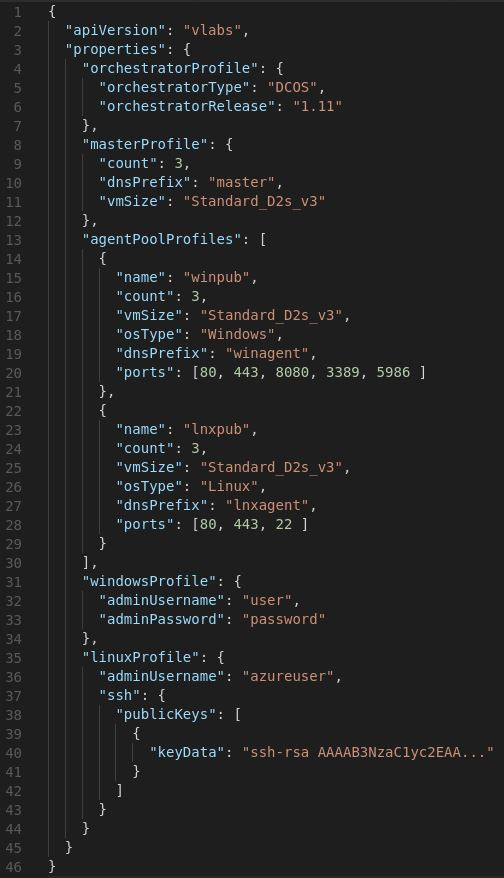 1 {
2   "apiVersion": "vlabs",
3   "properties": {
4     "orchestratorProfile": {
5       "orchestratorType": "DCOS",
6       "orchestratorRelease": "1.11"
7     },
8     "masterProfile": {
9       "count": 3,
10       "dnsPrefix": "master",
11       "vmSize": "Standard_D2s_v3"
12     },
13     "agentPoolProfiles": [
14       {
15         "name": "winpub",
16         "count": 3,
17         "vmSize": "Standard_D2s_v3",
18         "osType": "Windows",
19         "dnsPrefix": "winagent",
20         "ports": [80, 443, 8080, 3389, 5986 ]
21       },
22       {
23         "name": "lnxpub",
24         "count": 3,
25         "vmSize": "Standard_D2s_v3",
26         "osType": "Linux",
27         "dnsPrefix": "lnxagent",
28         "ports": [80, 443, 22 ]
29       }
30     ],
31     "windowsProfile": {
32       "adminUsername": "user",
33       "adminPassword": "password"
34     },
35     "linuxProfile": {
36       "adminUsername": "azureuser",
37       "ssh": {
38         "publicKeys": [
39           {
40             "keyData": "ssh-rsa AAAAB3NzaC1yc2EAA..."
41           }
42         ]
43       }
44     }
45   }
46 }